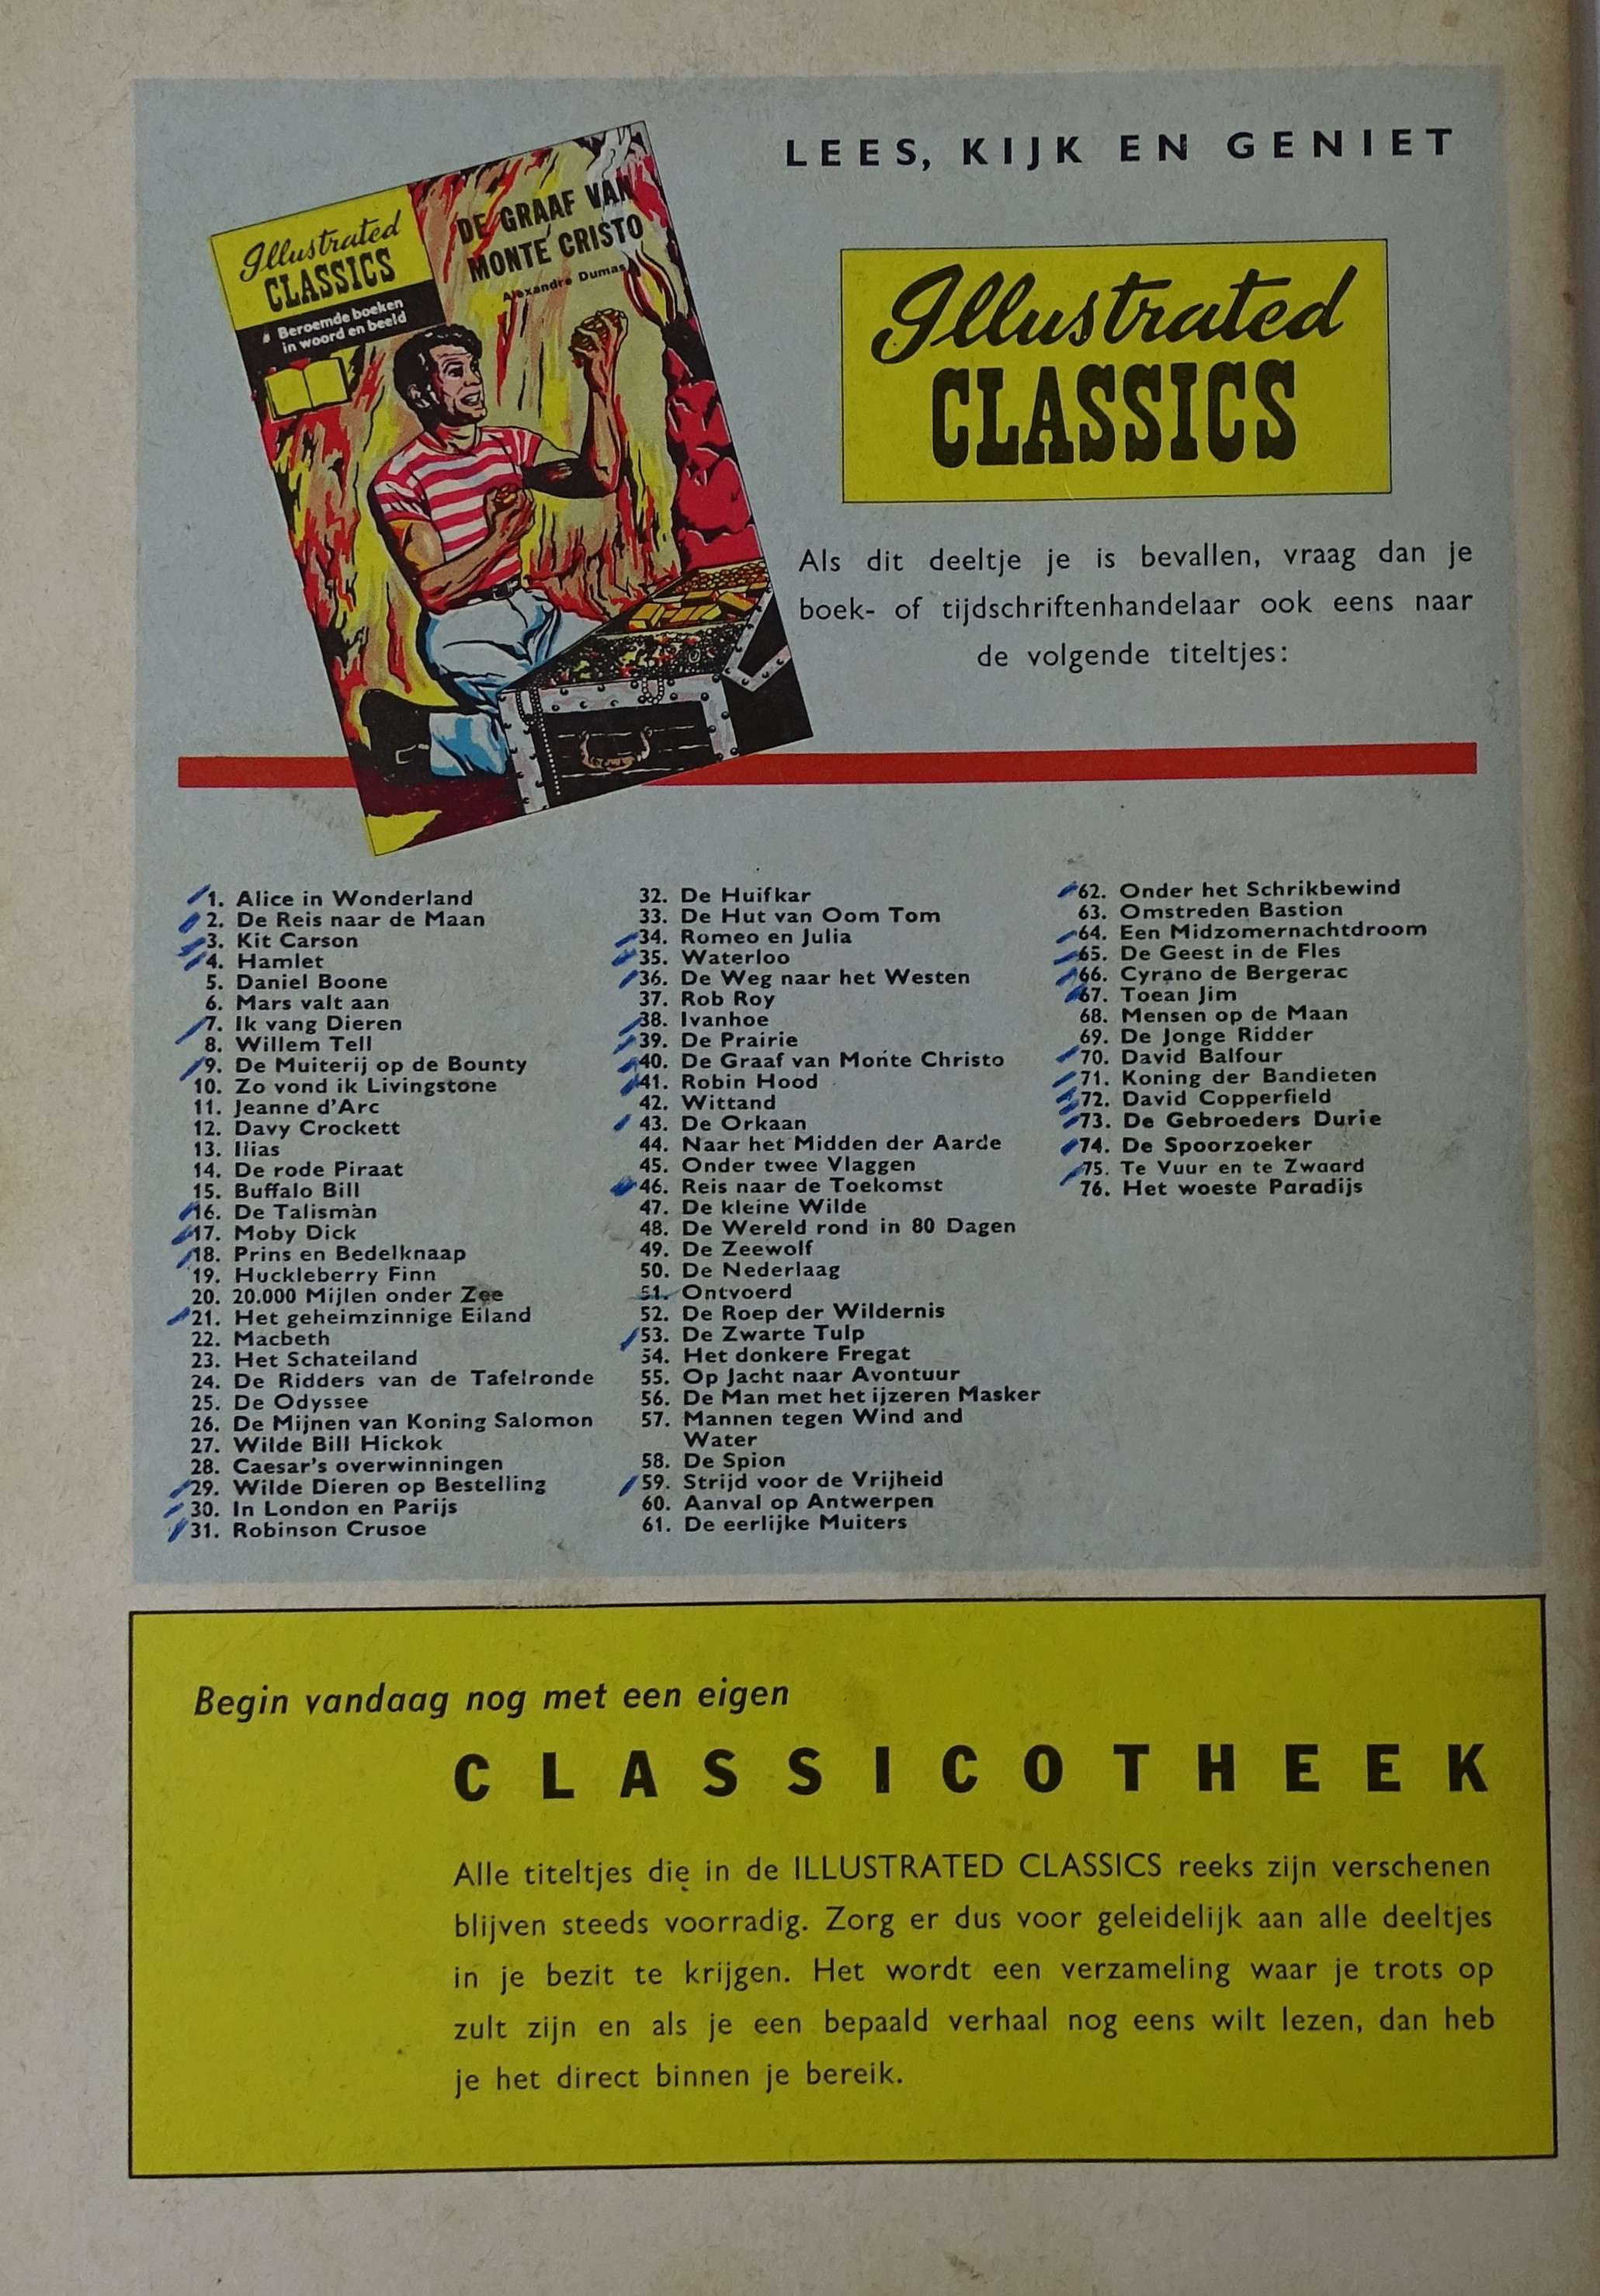 LEES, KIJK EN GENIET
Illustrated
CLASSICS
Beroemde boeken
in woord en beeld
DE GRAAF VAN
MONTE CRISTO
Alexandre Dumas
Illustrated
CLASSICS
Als dit deeltje je is bevallen, vraag dan je
boek- of tijdschriftenhandelaar ook eens naar
de volgende titeltjes:
1. Alice in Wonderland
2. De Reis naar de Maan
3. Kit Carson
4. Hamlet
5. Daniel Boone
6. Mars valt aan
7. Ik vang Dieren
8. Willem Tell
9. De Muiterij op de Bounty
10. Zo vond ik Livingstone
11. Jeanne d'Arc
12. Davy Crockett
13. Ilias
14. De rode Piraat
15. Buffalo Bill
16. De Talisman
17. Moby Dick
18. Prins en Bedelknaap
19. Huckleberry Finn
20. 20.000 Mijlen onder Zee
21. Het geheimzinnige Eiland
22. Macbeth
23. Het Schateiland
24. De Ridders van de Tafelronde
25. De Odyssee
26. De Mijnen van Koning Salomon
27. Wilde Bill Hickok
28. Caesar's overwinningen
29. Wilde Dieren op Bestelling
30. In London en Parijs
31. Robinson Crusoe
32. De Huifkar
33. De Hut van Oom Tom
34. Romeo en Julia
35. Waterloo
36. De Weg naar het Westen
37. Rob Roy
38. Ivanhoe
39. De Prairie
40. De Graaf van Monte Christo
41. Robin Hood
42. Wittand
43. De Orkaan
44. Naar het Midden der Aarde
45. Onder twee Vlaggen
46. Reis naar de Toekomst
47. De kleine Wilde
48. De Wereld rond in 80 Dagen
49. De Zeewolf
50. De Nederlaag
51. Ontvoerd
52. De Roep der Wildernis
53. De Zwarte Tulp
54. Het donkere Fregat
55. Op Jacht naar Avontuur
56. De Man met het ijzeren Masker
57. Mannen tegen Wind and
Water
58. De Spion
59. Strijd voor de Vrijheid
60. Aanval op Antwerpen
61. De eerlijke Muiters
62. Onder het Schrikbewind
63. Omstreden Bastion
64. Een Midzomernachtdroom
65. De Geest in de Fles
66. Cyrano de Bergerac
67. Toean Jim
68. Mensen op de Maan
69. De Jonge Ridder
70. David Balfour
71. Koning der Bandieten
72. David Copperfield
73. De Gebroeders Durie
74. De Spoorzoeker
75. Te Vuur en te Zwaard
76. Het woeste Paradijs
Begin vandaag nog met een eigen
CLASSICOTHEEK
Alle titeltjes die in de ILLUSTRATED CLASSICS reeks zijn verschenen
blijven steeds voorradig. Zorg er dus voor geleidelijk aan alle deeltjes
in je bezit te krijgen. Het wordt een verzameling waar je trots op
zult zijn en als je een bepaald verhaal nog eens wilt lezen, dan heb
je het direct binnen je bereik.